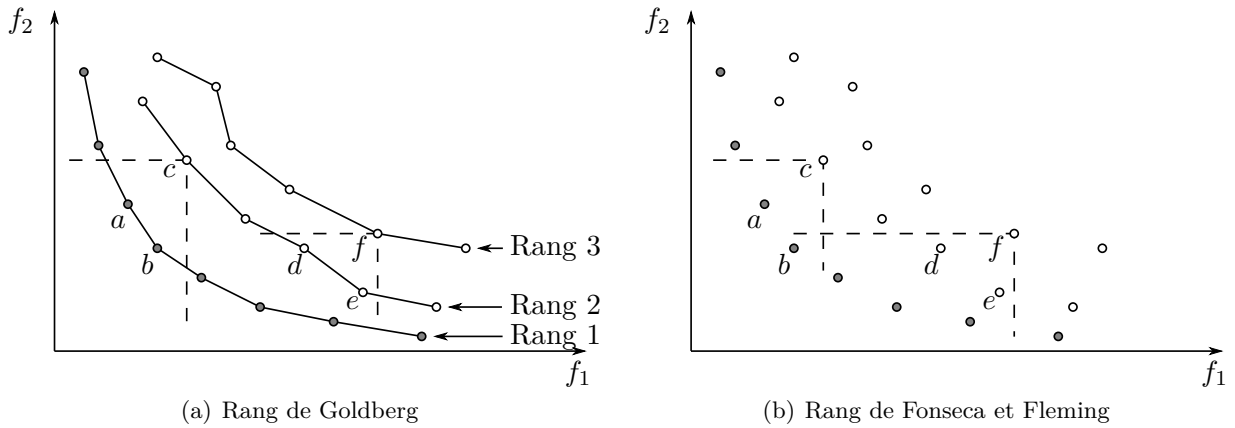 f2
c
a
b
d
e
f
Rang 3
Rang 2
Rang 1
f1
(a) Rang de Goldberg
f2
c
a
b
d
e
f
f1
(b) Rang de Fonseca et Fleming